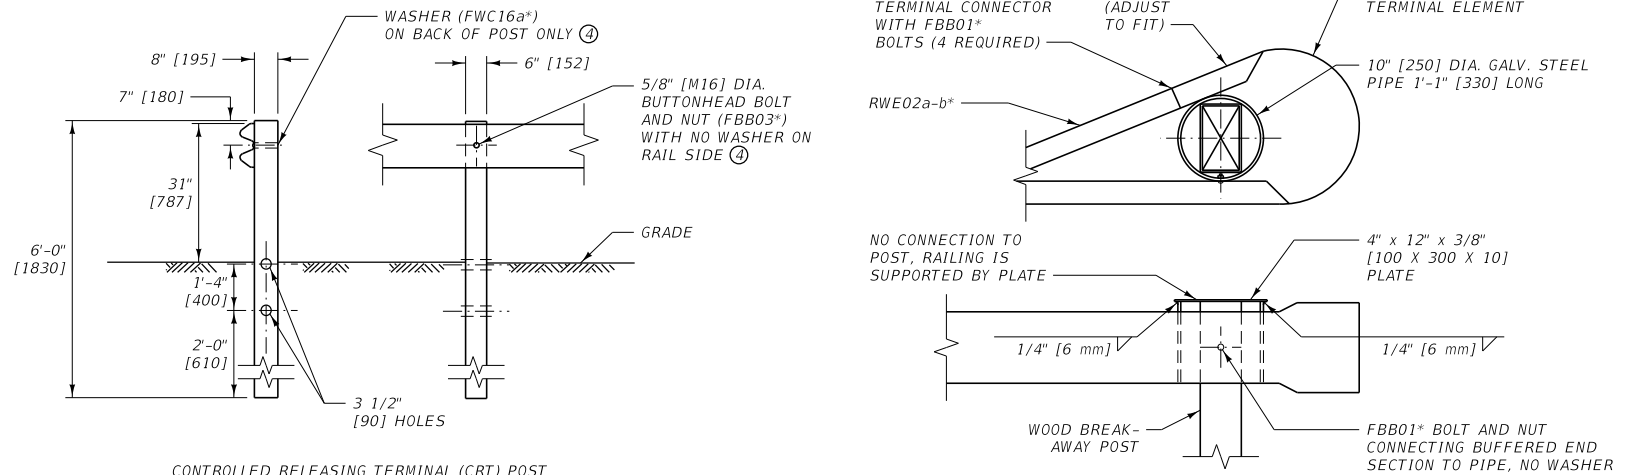 WASHER (FWC16a*)
ON BACK OF POST ONLY 4
8" [195]
6" [152]
7" [180]
5/8" [M16] DIA.
BUTTONHEAD BOLT
AND NUT (FBB03*)
WITH NO WASHER ON
RAIL SIDE 4
31"
[787]
6'-0"
[1830]
GRADE
1'-4"
[400]
2'-0"
[610]
3 1/2"
[90] HOLES
CONTROLLED RELEASING TERMINAL (CRT) POST
TERMINAL CONNECTOR
WITH FBB01*
BOLTS (4 REQUIRED)
(ADJUST
TO FIT)
TERMINAL ELEMENT
10" [250] DIA. GALV. STEEL
PIPE 1'-1" [330] LONG
RWE02a-b*
NO CONNECTION TO
POST, RAILING IS
SUPPORTED BY PLATE
4" x 12" x 3/8"
[100 X 300 X 10]
PLATE
1/4" [6 mm]
1/4" [6 mm]
WOOD BREAK-
AWAY POST
FBB01* BOLT AND NUT
CONNECTING BUFFERED END
SECTION TO PIPE, NO WASHER